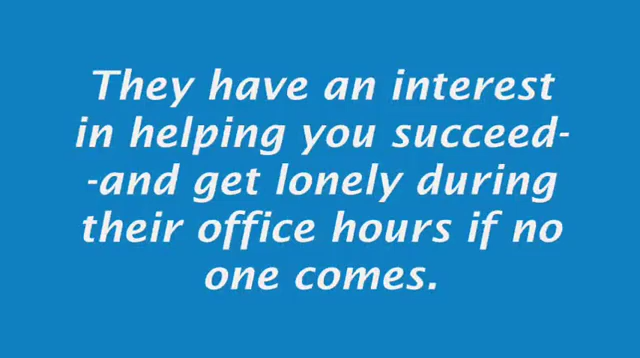 They have an interest
in helping you succeed-
-and get lonely during
their office hours if no
one comes.